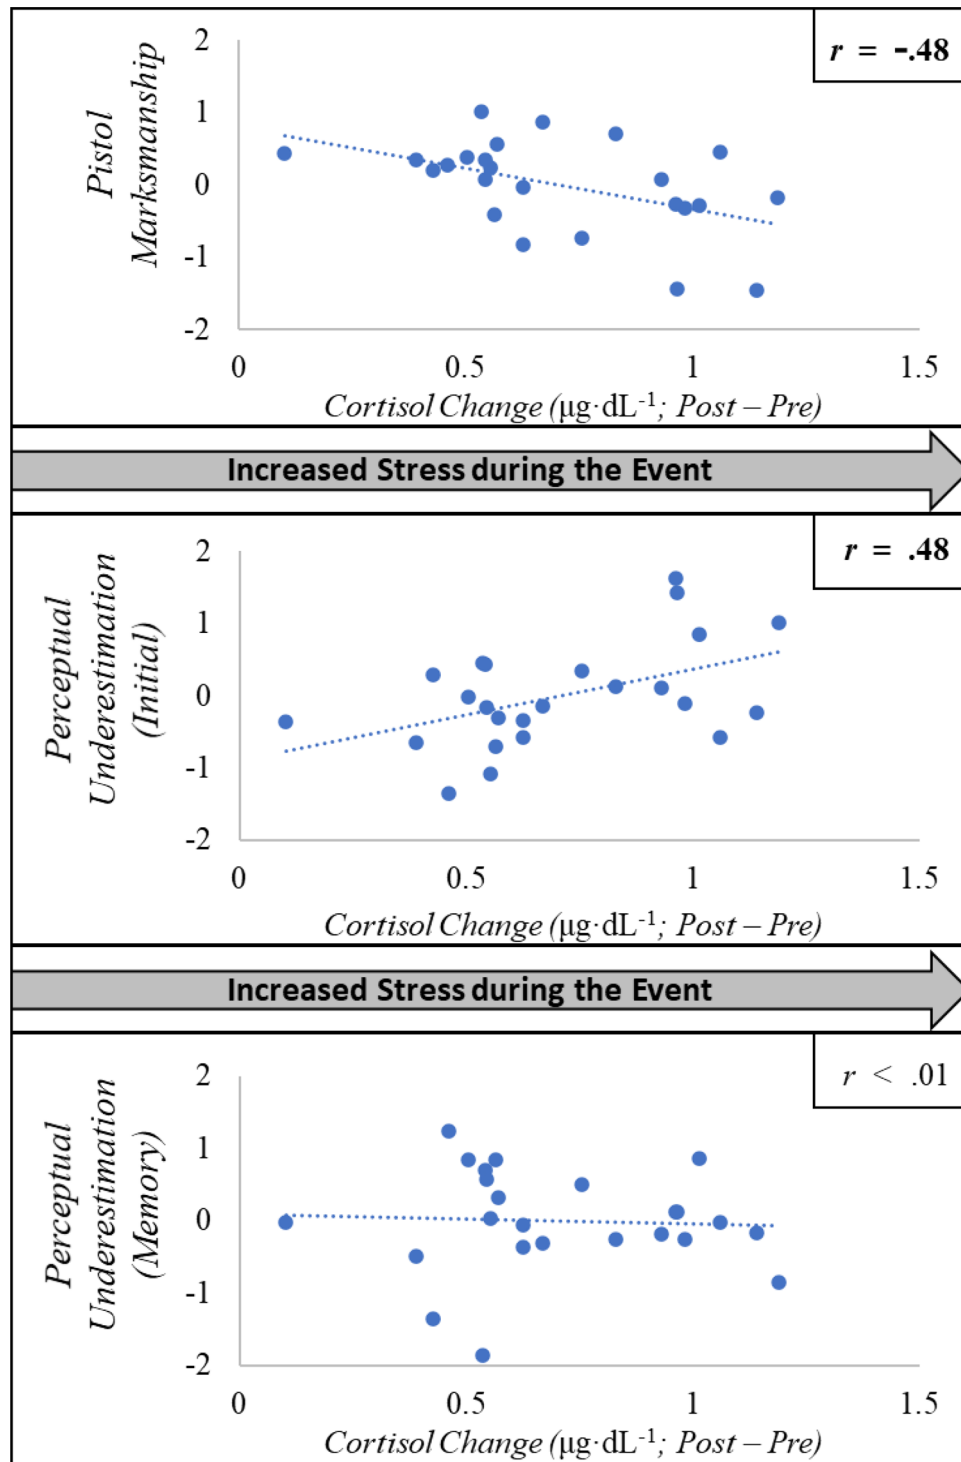 r = -.48
Pistol
Marksmanship
2
1
0
-1
-2
0 0.5 1 1.5
Cortisol Change (µg·dL-1; Post – Pre)
Increased Stress during the Event
r = .48
Perceptual
Underestimation
(Initial)
2
1
0
-1
-2
0 0.5 1 1.5
Cortisol Change (µg·dL-1; Post – Pre)
Increased Stress during the Event
r < .01
Perceptual
Underestimation
(Memory)
2
1
0
-1
-2
0 0.5 1 1.5
Cortisol Change (µg·dL-1; Post – Pre)